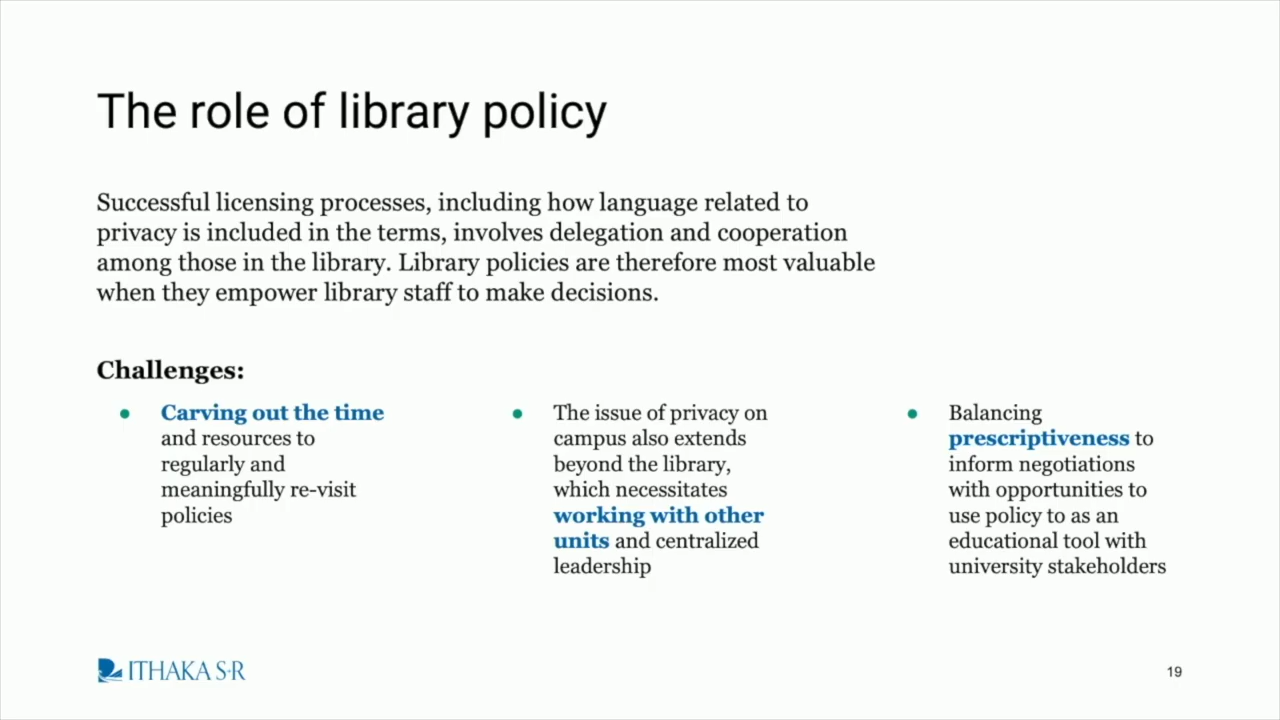 The role of library policy
Successful licensing processes, including how language related to
privacy is included in the terms, involves delegation and cooperation
among those in the library. Library policies are therefore most valuable
when they empower library staff to make decisions.
Challenges:
● Carving out the time
and resources to
regularly and
meaningfully re-visit
policies
● The issue of privacy on
campus also extends
beyond the library,
which necessitates
working with other
units and centralized
leadership
● Balancing
prescriptiveness to
inform negotiations
with opportunities to
use policy to as an
educational tool with
university stakeholders
ITHAKA S·R
19